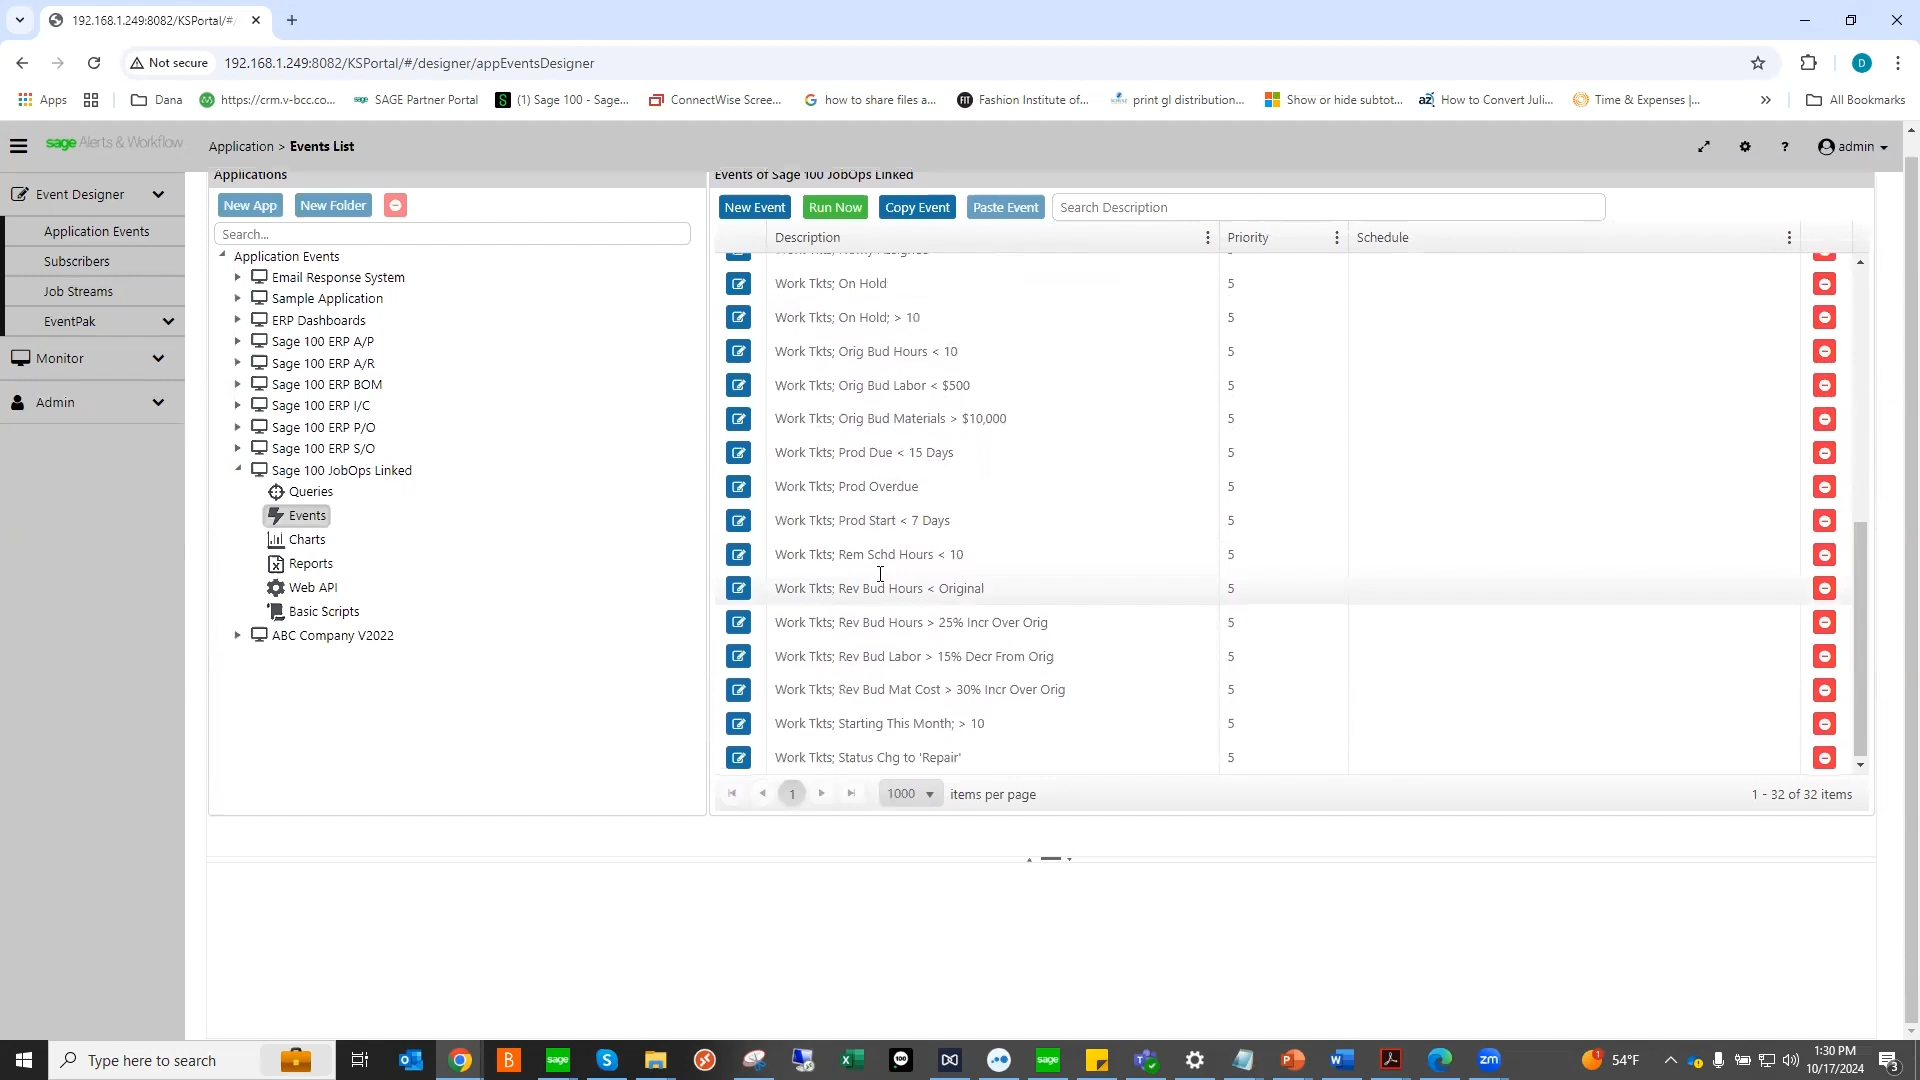 192.168.1.249:8082/KSPortal/#/
Not secure
192.168.1.249:8082/KSPortal/#/designer/appEventsDesigner
D
Apps
Dana
https://crm.v-bcc.co...
SAGE Partner Portal
(1) Sage 100 - Sage...
ConnectWise Scree...
how to share files a...
Fashion Institute of...
print gl distribution...
Show or hide subtot...
How to Convert Juli...
Time & Expenses |...
All Bookmarks
sage Alerts & Workflow
Application > Events List
admin
Event Designer
Application Events
Subscribers
Job Streams
EventPak
Monitor
Admin
Applications
New App
New Folder
Search...
Application Events
Email Response System
Sample Application
ERP Dashboards
Sage 100 ERP A/P
Sage 100 ERP A/R
Sage 100 ERP BOM
Sage 100 ERP I/C
Sage 100 ERP P/O
Sage 100 ERP S/O
Sage 100 JobOps Linked
Queries
Events
Charts
Reports
Web API
Basic Scripts
ABC Company V2022
Events of Sage 100 JobOps Linked
New Event
Run Now
Copy Event
Paste Event
Search Description
Description Priority Schedule
Work Tkts; On Hold 5
Work Tkts; On Hold; > 10 5
Work Tkts; Orig Bud Hours < 10 5
Work Tkts; Orig Bud Labor < $500 5
Work Tkts; Orig Bud Materials > $10,000 5
Work Tkts; Prod Due < 15 Days 5
Work Tkts; Prod Overdue 5
Work Tkts; Prod Start < 7 Days 5
Work Tkts; Rem Schd Hours < 10 5
Work Tkts; Rev Bud Hours < Original 5
Work Tkts; Rev Bud Hours > 25% Incr Over Orig 5
Work Tkts; Rev Bud Labor > 15% Decr From Orig 5
Work Tkts; Rev Bud Mat Cost > 30% Incr Over Orig 5
Work Tkts; Starting This Month; > 10 5
Work Tkts; Status Chg to 'Repair' 5
1
1000
items per page
1 - 32 of 32 items
Type here to search
54°F
1:30 PM
10/17/2024
3